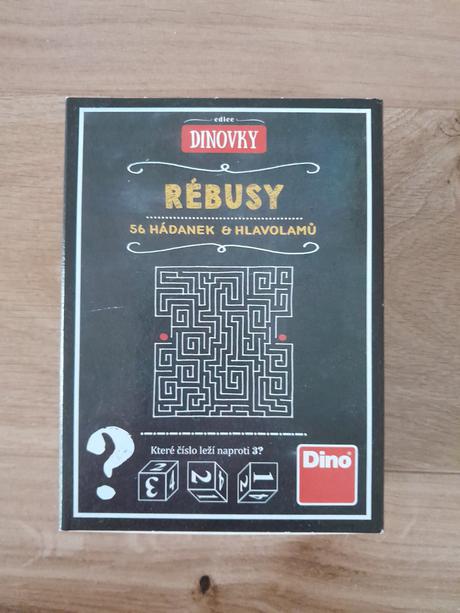 edice
DINOVKY
RÉBUSY
56 HÁDANEK & HLAVOLAMŮ
Které číslo leží naproti 3?
?
Dino